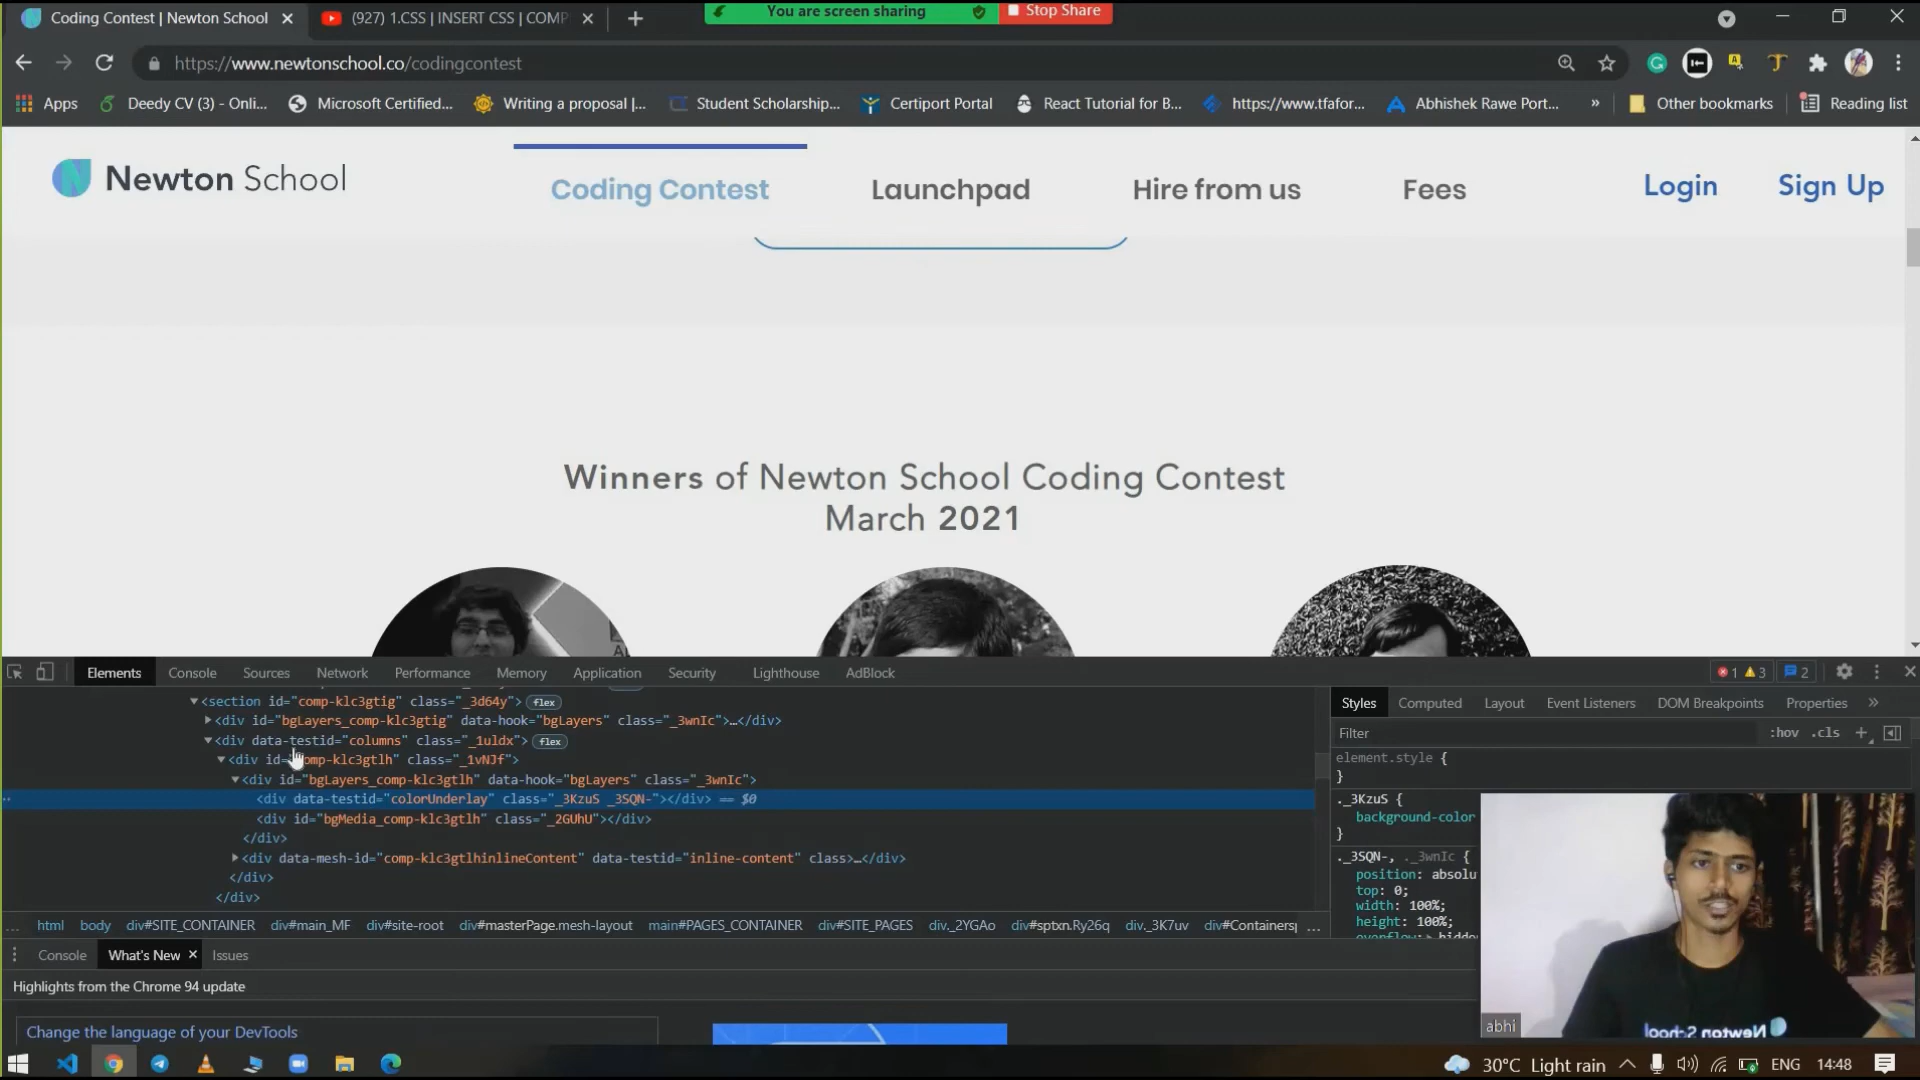 Coding Contest | Newton School
(927) 1.CSS | INSERT CSS | COMP
You are screen sharing
Stop Share
https://www.newtonschool.co/codingcontest
Apps
Deedy CV (3) - Onli...
Microsoft Certified...
Writing a proposal |...
Student Scholarship...
Certiport Portal
React Tutorial for B...
https://www.tfafor...
Abhishek Rawe Port...
»
Other bookmarks
Reading list
Newton School
Coding Contest
Launchpad
Hire from us
Fees
Login
Sign Up
Winners of Newton School Coding Contest
March 2021
Elements
Console
Sources
Network
Performance
Memory
Application
Security
Lighthouse
AdBlock
1
3
2
<section id="comp-klc3gtig" class="_3d64y"> flex
<div id="bgLayers_comp-klc3gtig" data-hook="bgLayers" class="_3wnIc">…</div>
<div data-testid="columns" class="_1uldx"> flex
<div id="comp-klc3gtlh" class="_1vNJf">
<div id="bgLayers_comp-klc3gtlh" data-hook="bgLayers" class="_3wnIc">
<div data-testid="colorUnderlay" class="_3KzuS _3SQN-"></div> == $0
<div id="bgMedia_comp-klc3gtlh" class="_2GUhU"></div>
</div>
<div data-mesh-id="comp-klc3gtlhinlineContent" data-testid="inline-content" class>…</div>
</div>
</div>
... html body div#SITE_CONTAINER div#main_MF div#site-root div#masterPage.mesh-layout main#PAGES_CONTAINER div#SITE_PAGES div._2YGAo div#sptxn.Ry26q div._3K7uv div#Containers ...
Styles
Computed
Layout
Event Listeners
DOM Breakpoints
Properties
»
Filter
:hov .cls
element.style {
}
._3KzuS {
background-color
}
._3SQN-, ._3wnIc {
position: absolu
top: 0;
width: 100%;
height: 100%;
overflow: hidde
Console
What's New
Issues
Highlights from the Chrome 94 update
Change the language of your DevTools
Newton School
abhi
30°C Light rain
ENG
14:48